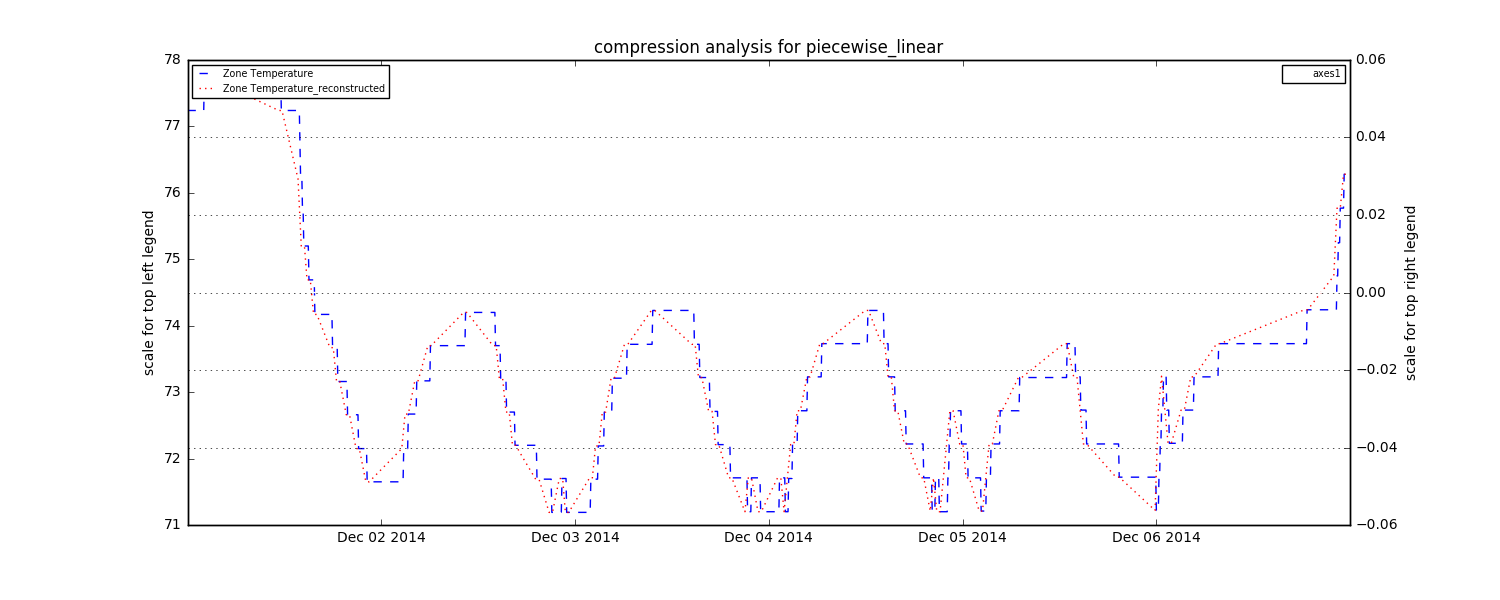 compression analysis for piecewise_linear
78
77
76
75
74
73
72
71
scale for top left legend
Zone Temperature
Zone Temperature_reconstructed
axes1
0.06
0.04
0.02
0.00
−0.02
−0.04
−0.06
scale for top right legend
Dec 02 2014
Dec 03 2014
Dec 04 2014
Dec 05 2014
Dec 06 2014